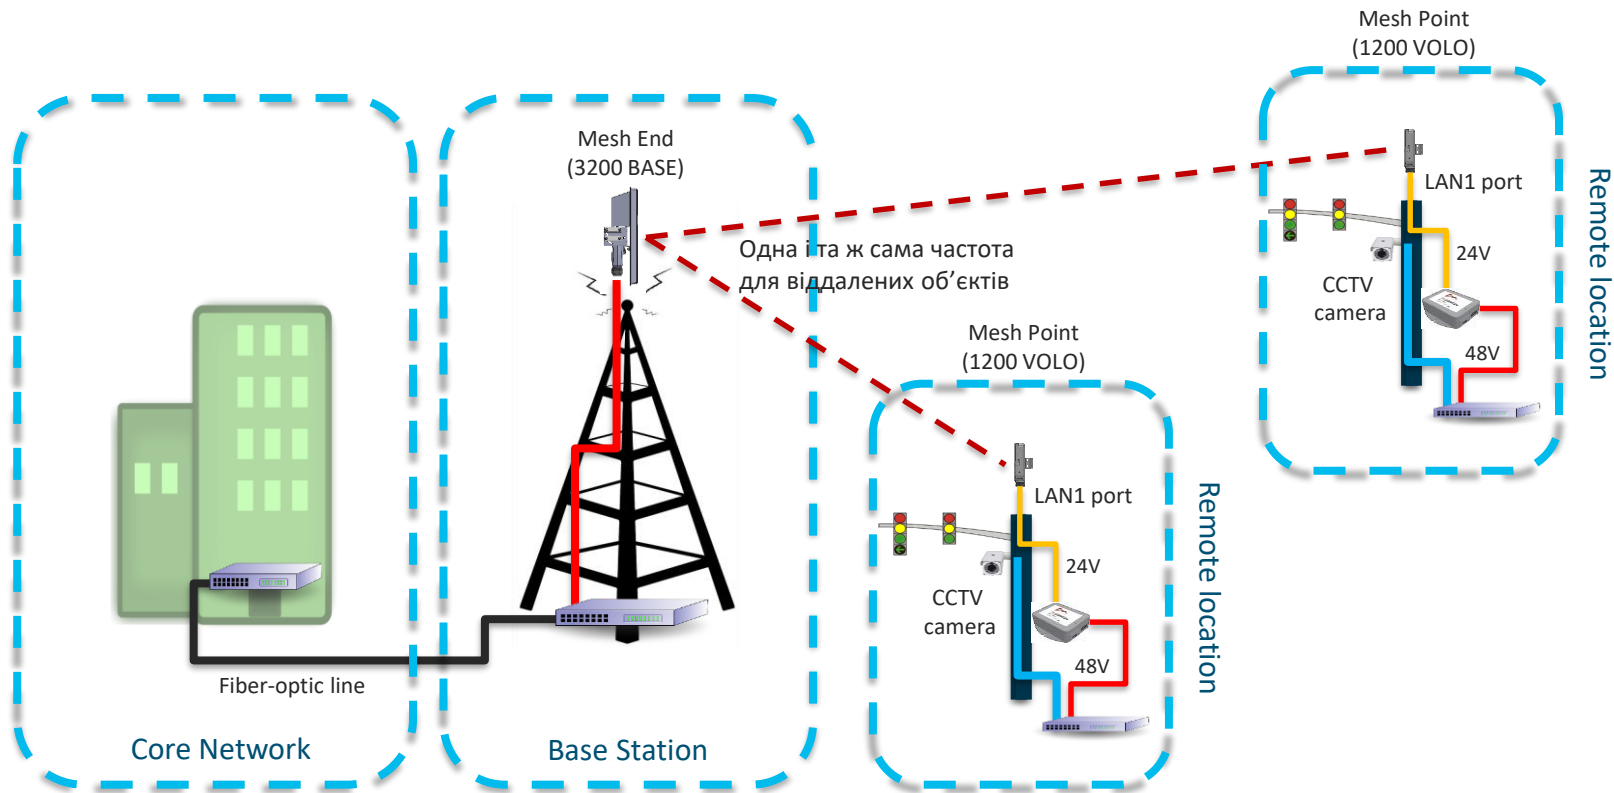 Mesh Point
(1200 VOLO)
Mesh End
(3200 BASE)
LAN1 port
Remote location
Одна і та ж сама частота
для віддалених об’єктів
24V
CCTV
camera
48V
Mesh Point
(1200 VOLO)
LAN1 port
Remote location
24V
CCTV
camera
48V
Fiber-optic line
Core Network
Base Station